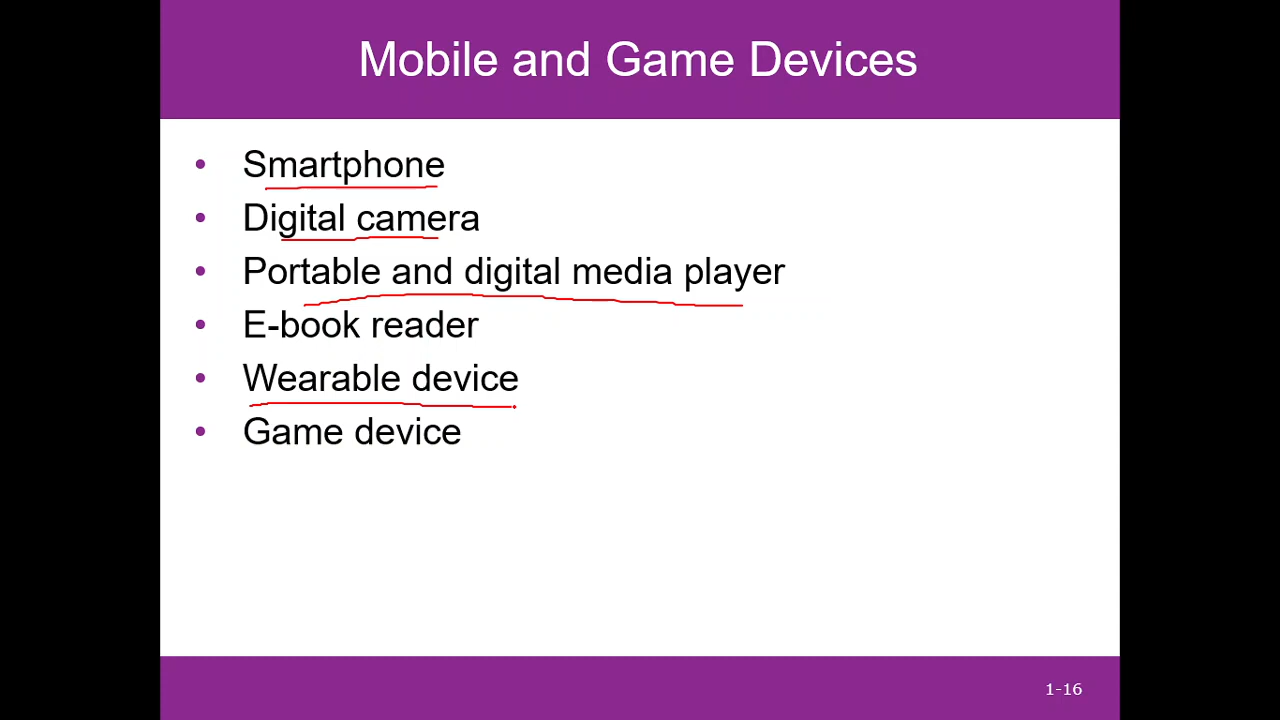 Mobile and Game Devices
• Smartphone
• Digital camera
• Portable and digital media player
• E-book reader
• Wearable device
• Game device
1-16